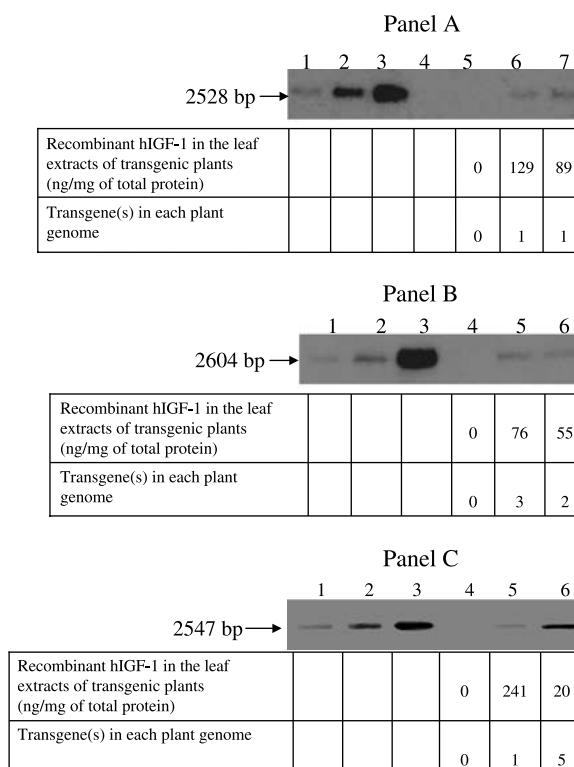 Panel A
1 2 3 4 5 6 7
2528 bp
Recombinant hIGF-1 in the leaf
extracts of transgenic plants
(ng/mg of total protein)
0 129 89
Transgene(s) in each plant
genome
0 1 1
Panel B
1 2 3 4 5 6
2604 bp
Recombinant hIGF-1 in the leaf
extracts of transgenic plants
(ng/mg of total protein)
0 76 55
Transgene(s) in each plant
genome
0 3 2
Panel C
1 2 3 4 5 6
2547 bp
Recombinant hIGF-1 in the leaf
extracts of transgenic plants
(ng/mg of total protein)
0 241 20
Transgene(s) in each plant genome
0 1 5